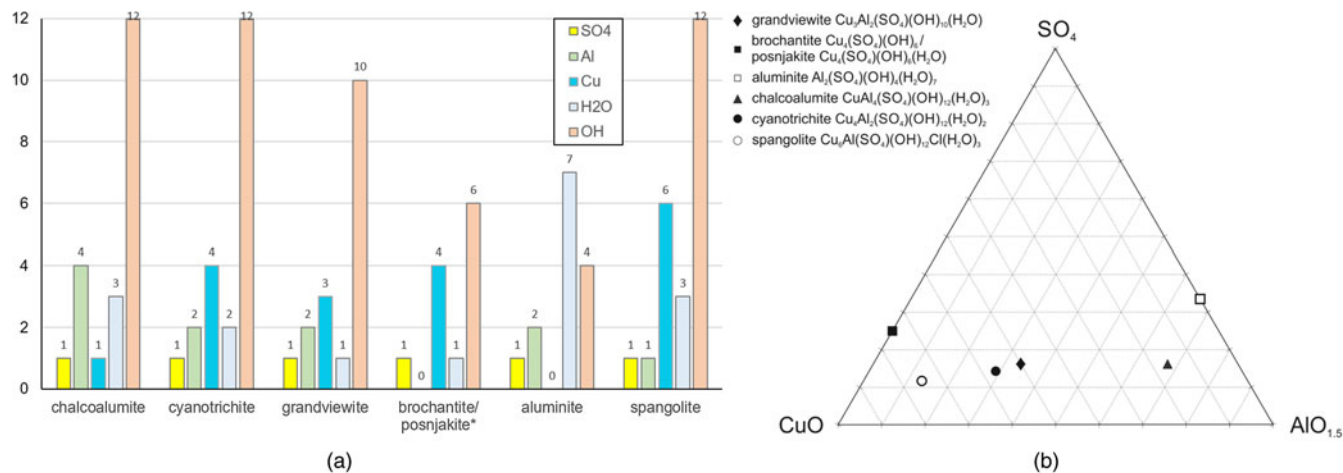 12
10
8
6
4
2
0
SO4
Al
Cu
H2O
OH
1 4 1 3 12
1 2 4 2 12
1 2 3 1 10
1 0 4 1 6
1 2 0 7 4
1 1 6 3 12
chalcoalumite cyanotrichite grandviewite brochantite/ aluminite spangolite
posnjakite*
(a)
grandviewite Cu₃Al₂(SO₄)(OH)₁₀(H₂O)
brochantite Cu₄(SO₄)(OH)₆/
posnjakite Cu₄(SO₄)(OH)₆(H₂O)
aluminite Al₂(SO₄)(OH)₄(H₂O)₇
chalcoalumite CuAl₄(SO₄)(OH)₁₂(H₂O)₃
cyanotrichite Cu₄Al₂(SO₄)(OH)₁₂(H₂O)₂
spangolite Cu₆Al(SO₄)(OH)₁₂Cl(H₂O)₃
SO₄
CuO
AlO₁.₅
(b)